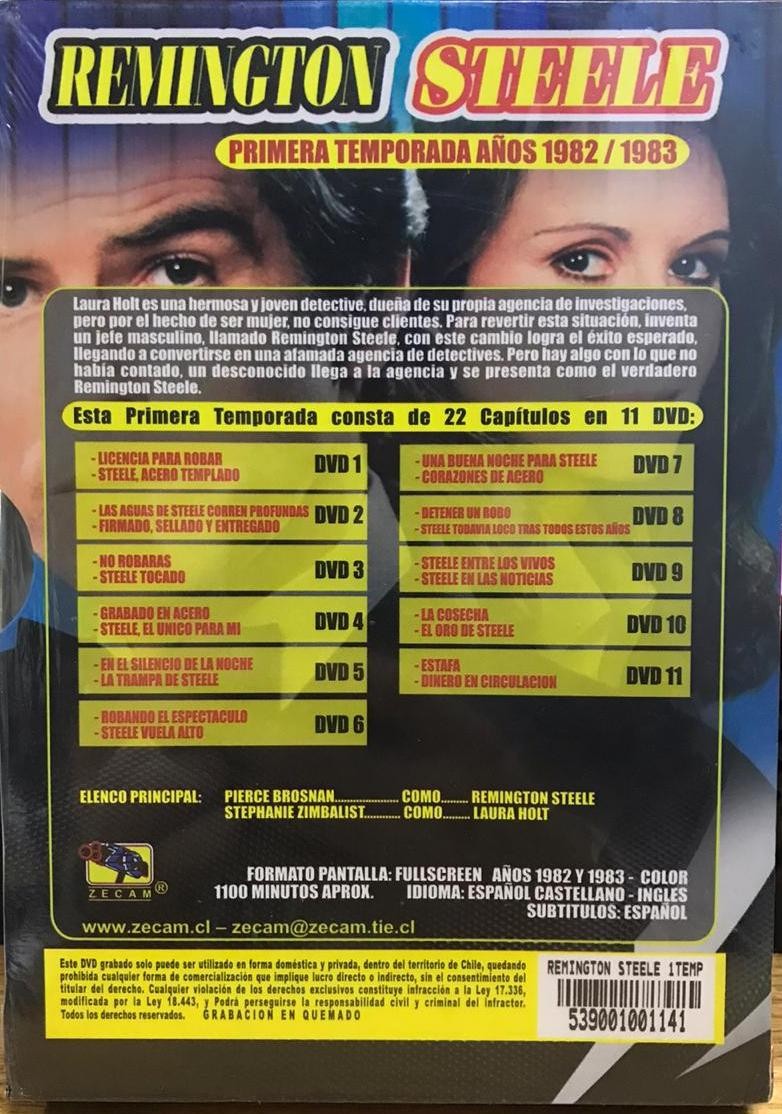 REMINGTON STEELE
PRIMERA TEMPORADA AÑOS 1982 / 1983
Laura Holt es una hermosa y joven detective, dueña de su propia agencia de investigaciones,
pero por el hecho de ser mujer, no consigue clientes. Para revertir esta situación, inventa
un jefe masculino, llamado Remington Steele, con este cambio logra el éxito esperado,
llegando a convertirse en una afamada agencia de detectives. Pero hay algo con lo que no
había contado, un desconocido llega a la agencia y se presenta como el verdadero
Remington Steele.
Esta Primera Temporada consta de 22 Capítulos en 11 DVD:
- LICENCIA PARA ROBAR
- STEELE, ACERO TEMPLADO
DVD 1
- LAS AGUAS DE STEELE CORREN PROFUNDAS
- FIRMADO, SELLADO Y ENTREGADO
DVD 2
- NO ROBARAS
- STEELE TOCADO
DVD 3
- GRABADO EN ACERO
- STEELE, EL UNICO PARA MI
DVD 4
- EN EL SILENCIO DE LA NOCHE
- LA TRAMPA DE STEELE
DVD 5
- ROBANDO EL ESPECTACULO
- STEELE VUELA ALTO
DVD 6
- UNA BUENA NOCHE PARA STEELE
- CORAZONES DE ACERO
DVD 7
- DETENER UN ROBO
- STEELE TODAVIA LOCO TRAS TODOS ESTOS AÑOS
DVD 8
- STEELE ENTRE LOS VIVOS
- STEELE EN LAS NOTICIAS
DVD 9
- LA COSECHA
- EL ORO DE STEELE
DVD 10
- ESTAFA
- DINERO EN CIRCULACION
DVD 11
ELENCO PRINCIPAL: PIERCE BROSNAN.................... COMO........ REMINGTON STEELE
STEPHANIE ZIMBALIST........... COMO........ LAURA HOLT
ZECAM®
FORMATO PANTALLA: FULLSCREEN AÑOS 1982 Y 1983 - COLOR
1100 MINUTOS APROX. IDIOMA: ESPAÑOL CASTELLANO - INGLES
SUBTITULOS: ESPAÑOL
www.zecam.cl – zecam@zecam.tie.cl
Este DVD grabado solo puede ser utilizado en forma doméstica y privada, dentro del territorio de Chile, quedando
prohibida cualquier forma de comercialización que implique lucro directo o indirecto, sin el consentimiento del
titular del derecho. Cualquier violación de los derechos exclusivos constituye infracción a la Ley 17.336,
modificada por la Ley 18.443, y Podrá perseguirse la responsabilidad civil y criminal del infractor.
Todos los derechos reservados. GRABACION EN QUEMADO
REMINGTON STEELE 1TEMP
539001001141